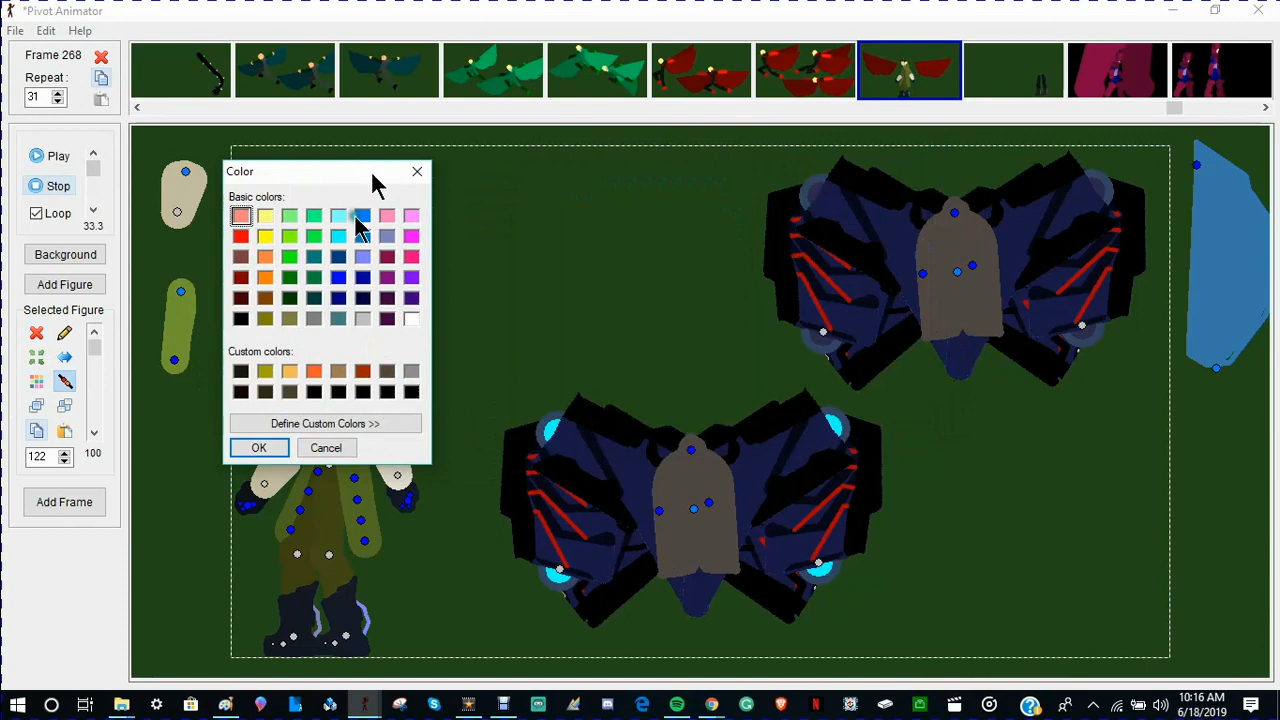 *Pivot Animator
File Edit Help
Frame 268
Repeat :
31
Play
Stop
Loop
33.3
Background
Add Figure
Selected Figure
122
100
Add Frame
Color
Basic colors:
Custom colors:
Define Custom Colors >>
OK
Cancel
10:16 AM
6/18/2019